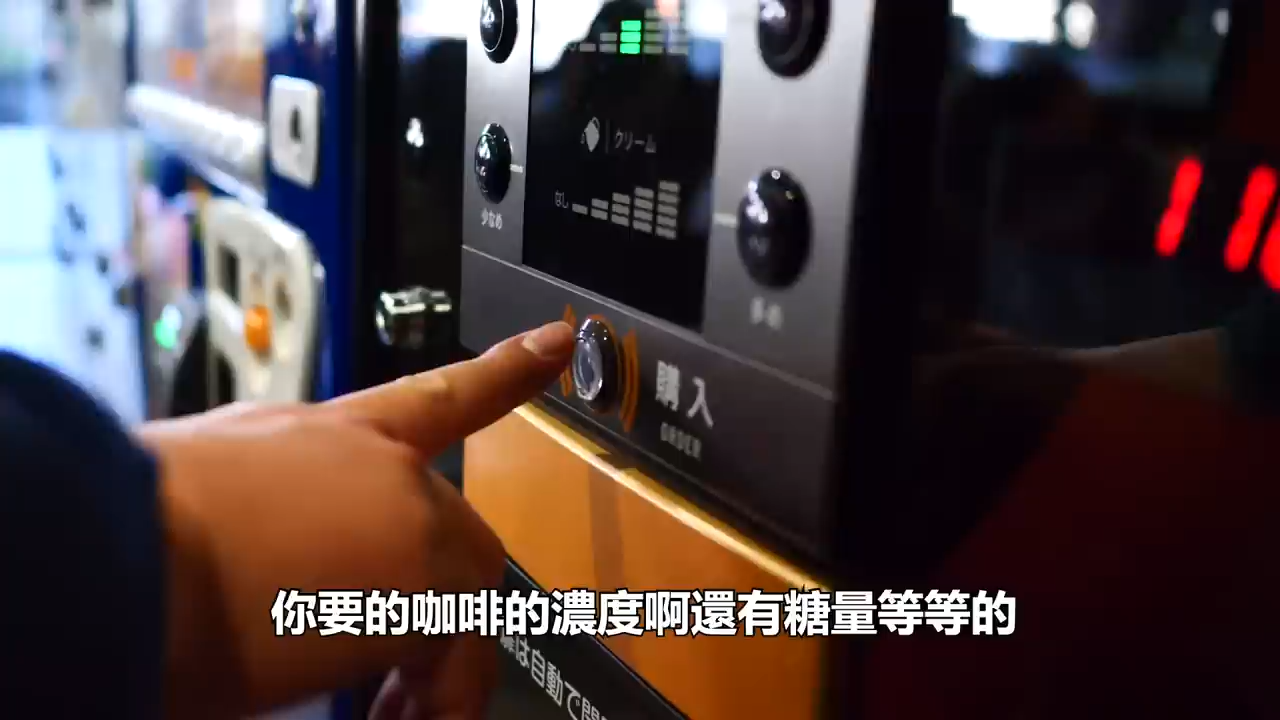 クリーム
なし
少なめ
購入
ORDER
你要的咖啡的濃度啊還有糖量等等的
は自動で開